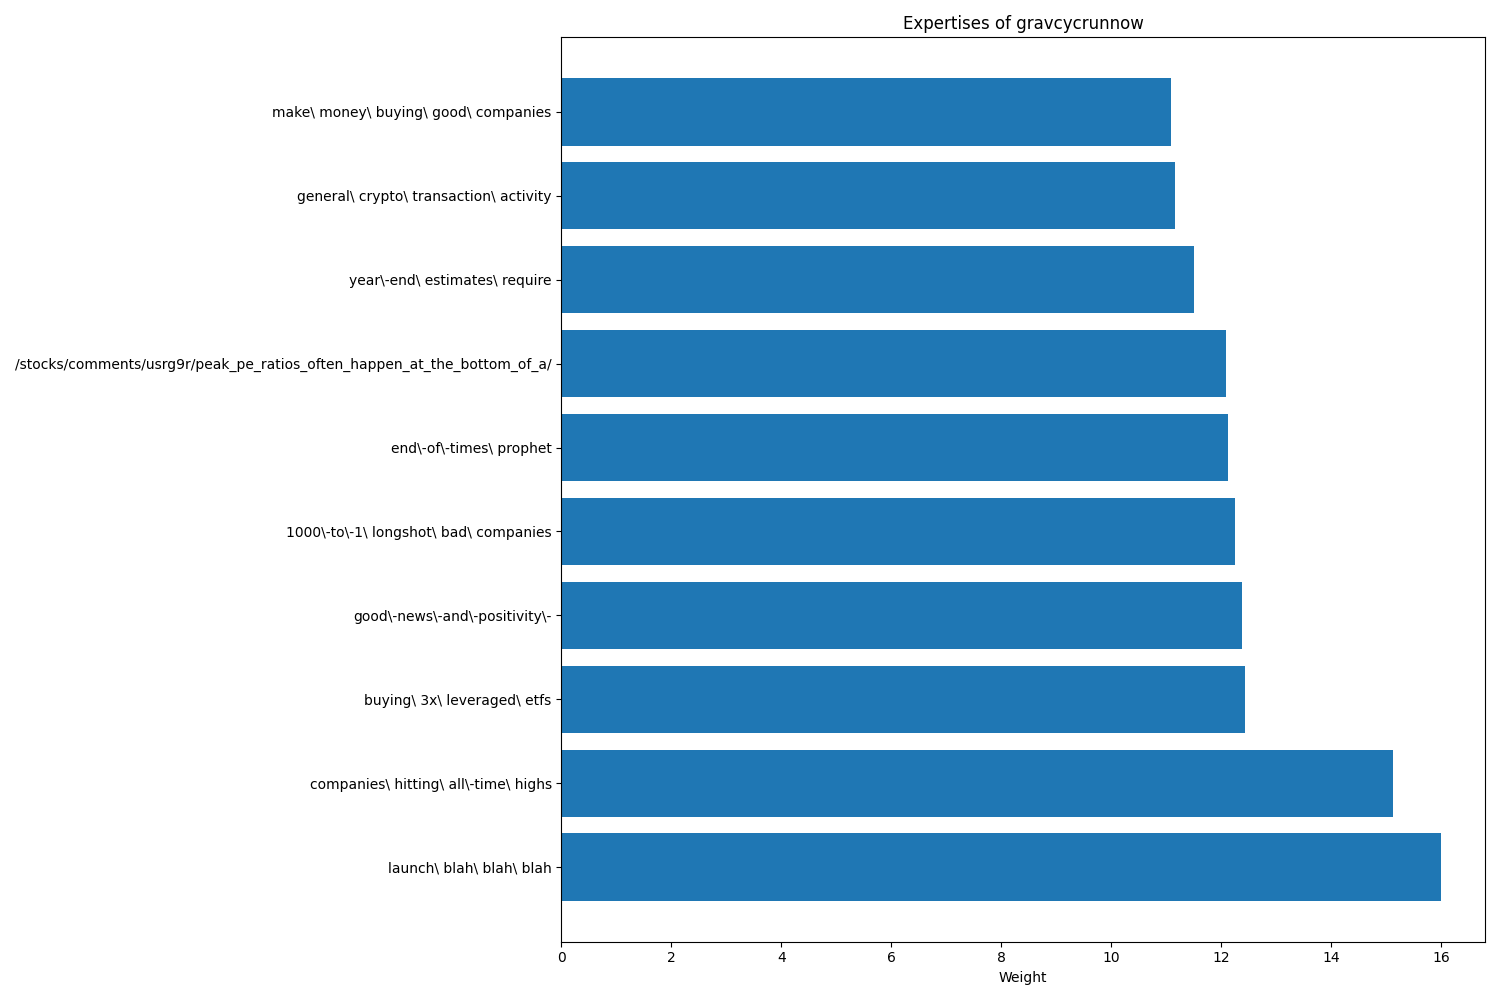 Expertises of gravcycrunnow
make\ money\ buying\ good\ companies
general\ crypto\ transaction\ activity
year\-end\ estimates\ require
/stocks/comments/usrg9r/peak_pe_ratios_often_happen_at_the_bottom_of_a/
end\-of\-times\ prophet
1000\-to\-1\ longshot\ bad\ companies
good\-news\-and\-positivity\-
buying\ 3x\ leveraged\ etfs
companies\ hitting\ all\-time\ highs
launch\ blah\ blah\ blah
0 2 4 6 8 10 12 14 16
Weight